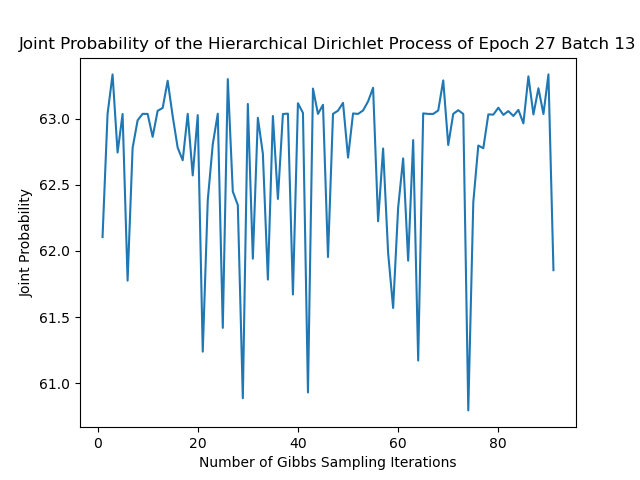 Joint Probability of the Hierarchical Dirichlet Process of Epoch 27 Batch 13
Joint Probability
63.0
62.5
62.0
61.5
61.0
0 20 40 60 80
Number of Gibbs Sampling Iterations